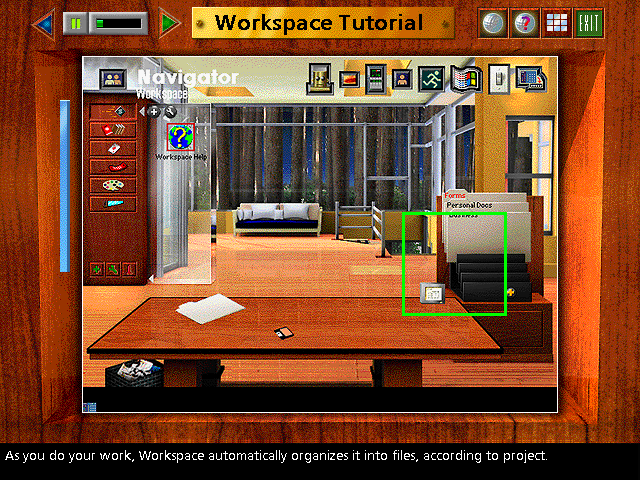 Workspace Tutorial
EXIT
Navigator
Workspace
Workspace Help
Forms
Personal Docs
Business
As you do your work, Workspace automatically organizes it into files, according to project.